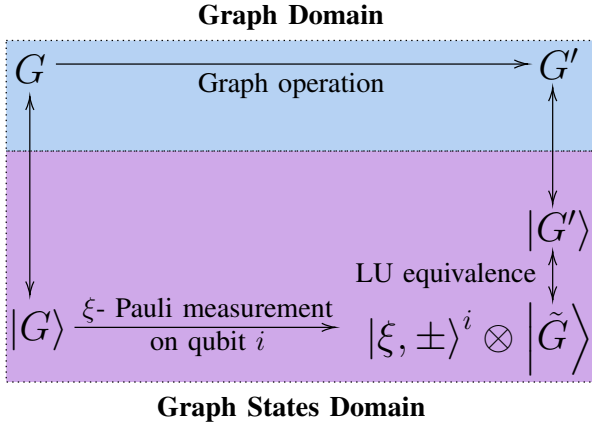 Graph Domain
G G′
Graph operation
|G′⟩
LU equivalence
|G⟩ ξ- Pauli measurement on qubit i |ξ, ±⟩ⁱ ⊗ |G̃⟩
Graph States Domain